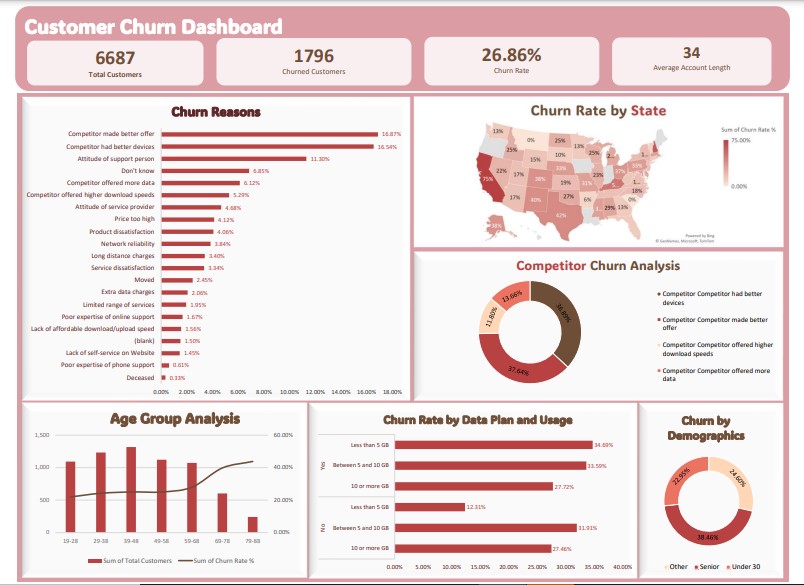 Customer Churn Dashboard
6687
Total Customers
1796
Churned Customers
26.86%
Churn Rate
34
Average Account Length
Churn Reasons
Competitor made better offer 16.87%
Competitor had better devices 16.54%
Attitude of support person 11.30%
Don't know 6.85%
Competitor offered more data 6.12%
Competitor offered higher download speeds 5.29%
Attitude of service provider 4.68%
Price too high 4.12%
Product dissatisfaction 4.06%
Network reliability 3.84%
Long distance charges 3.40%
Service dissatisfaction 3.34%
Moved 2.45%
Extra data charges 2.06%
Limited range of services 1.95%
Poor expertise of online support 1.67%
Lack of affordable download/upload speed 1.56%
(blank) 1.50%
Lack of self-service on Website 1.45%
Poor expertise of phone support 0.61%
Deceased 0.33%
0.00% 2.00% 4.00% 6.00% 8.00% 10.00% 12.00% 14.00% 16.00% 18.00%
Churn Rate by State
Sum of Churn Rate %
75.00%
0.00%
13%
0%
25%
13%
25%
10%
25%
15%
22%
17%
75%
38%
19%
31%
23%
17%
40%
27%
6%
42%
29%
13%
0%
18%
Powered by Bing
© GeoNames, Microsoft, TomTom
Competitor Churn Analysis
36.89%
37.64%
11.80%
13.66%
Competitor Competitor had better
devices
Competitor Competitor made better
offer
Competitor Competitor offered higher
download speeds
Competitor Competitor offered more
data
Age Group Analysis
1,500
1,000
500
0
60.00%
40.00%
20.00%
0.00%
19-28 29-38 39-48 49-58 59-68 69-78 79-88
Sum of Total Customers Sum of Churn Rate %
Churn Rate by Data Plan and Usage
Yes
Less than 5 GB 34.69%
Between 5 and 10 GB 33.59%
10 or more GB 27.72%
No
Less than 5 GB 12.31%
Between 5 and 10 GB 31.91%
10 or more GB 27.46%
0.00% 5.00% 10.00% 15.00% 20.00% 25.00% 30.00% 35.00% 40.00%
Churn by
Demographics
24.60%
38.46%
22.95%
Other Senior Under 30